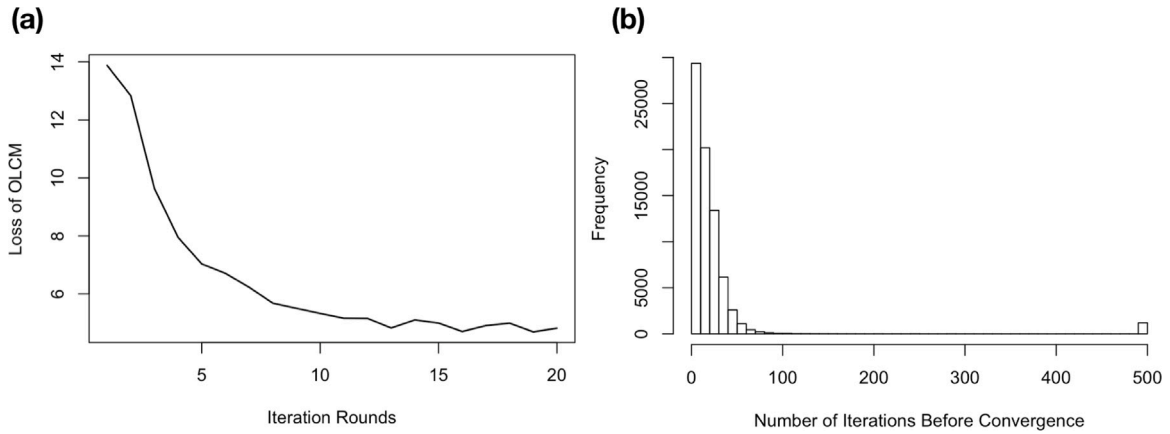 (a)
14
12
10
8
6
Loss of OLCM
5 10 15 20
Iteration Rounds
(b)
25000
15000
5000
0
Frequency
0 100 200 300 400 500
Number of Iterations Before Convergence